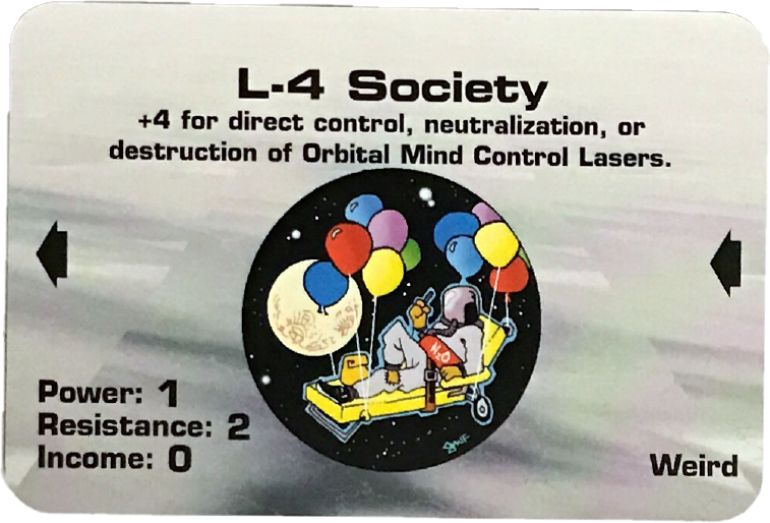 L-4 Society
+4 for direct control, neutralization, or
destruction of Orbital Mind Control Lasers.
H₂O
Power: 1
Resistance: 2
Income: 0
Weird